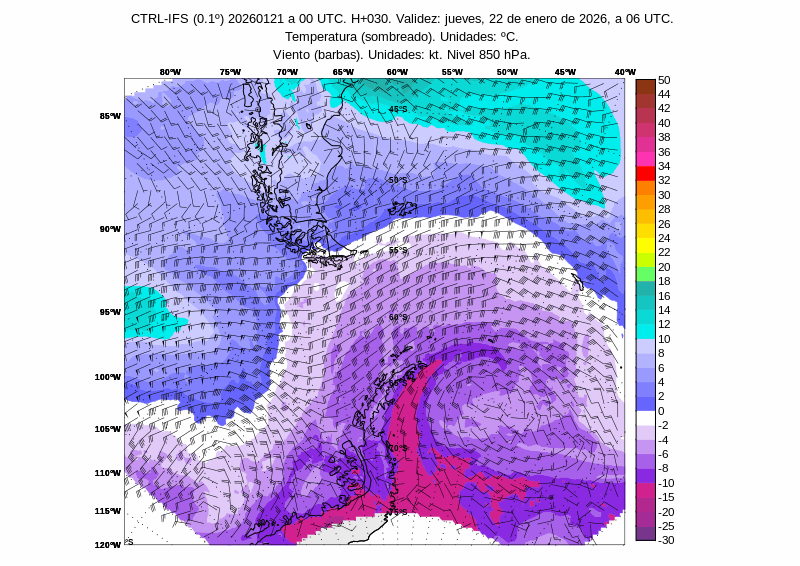 CTRL-IFS (0.1º) 20260121 a 00 UTC. H+030. Validez: jueves, 22 de enero de 2026, a 06 UTC.
Temperatura (sombreado). Unidades: ºC.
Viento (barbas). Unidades: kt. Nivel 850 hPa.
80°W 75°W 70°W 65°W 60°W 55°W 50°W 45°W 40°W
85°W
90°W
95°W
100°W
105°W
110°W
115°W
120°W
45°S
50°S
55°S
60°S
65°S
70°S
75°S
°S
50
44
42
40
38
36
34
32
30
28
26
24
22
20
18
16
14
12
10
8
6
4
2
0
-2
-4
-6
-8
-10
-15
-20
-25
-30